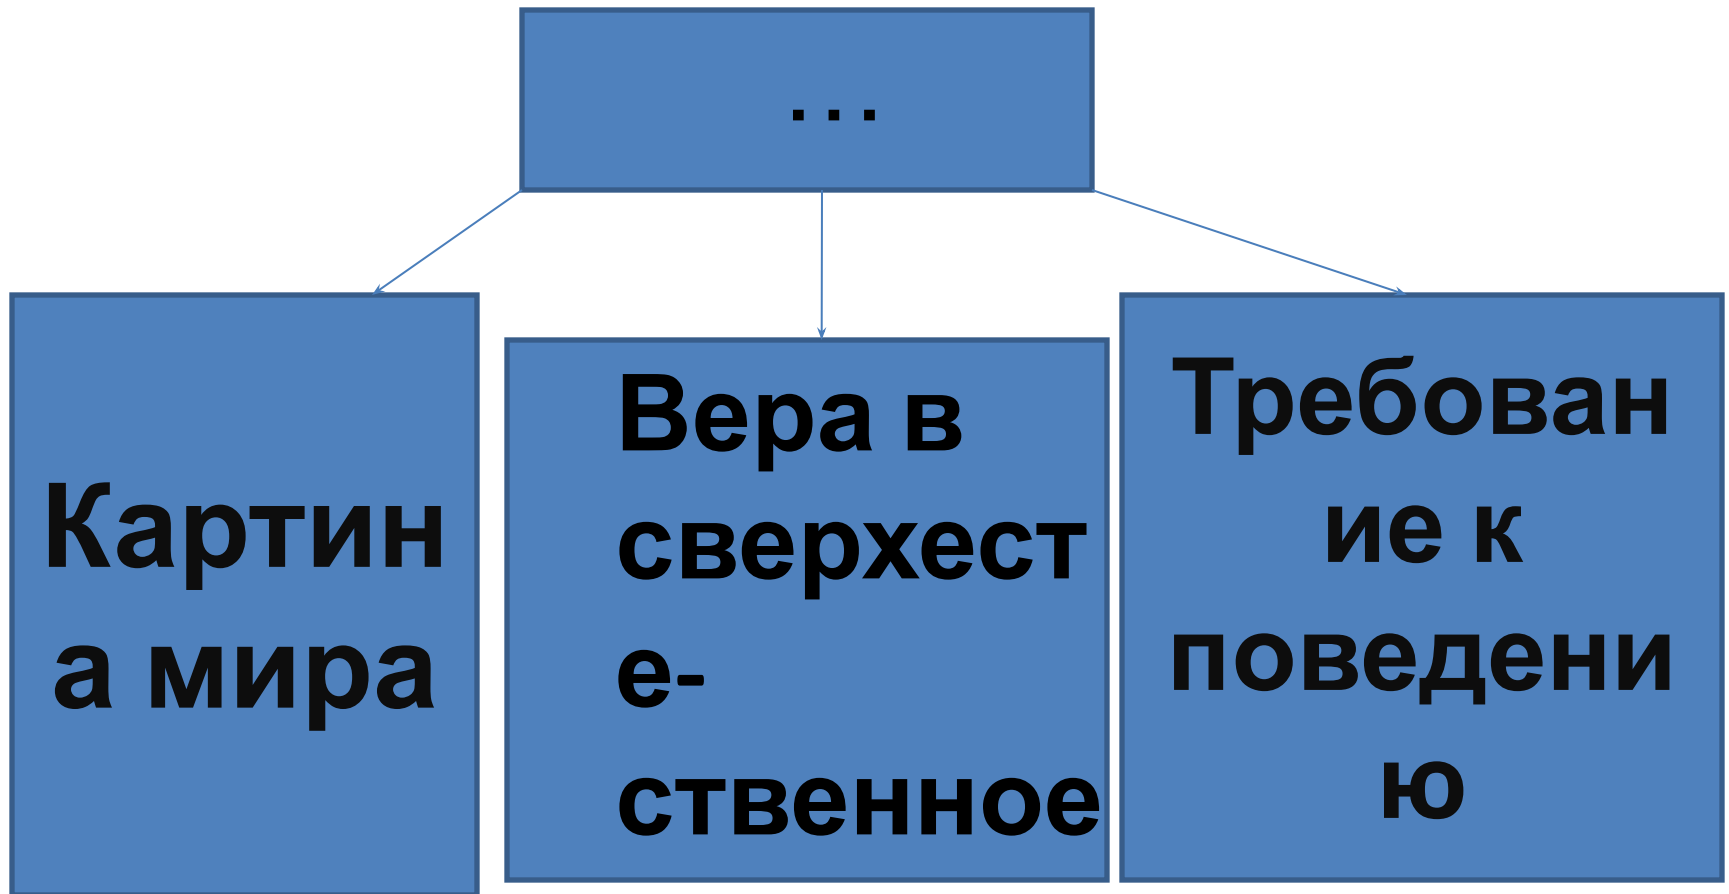 ...
Картин
а мира
Вера в
сверхест
е-
ственное
Требован
ие к
поведени
ю